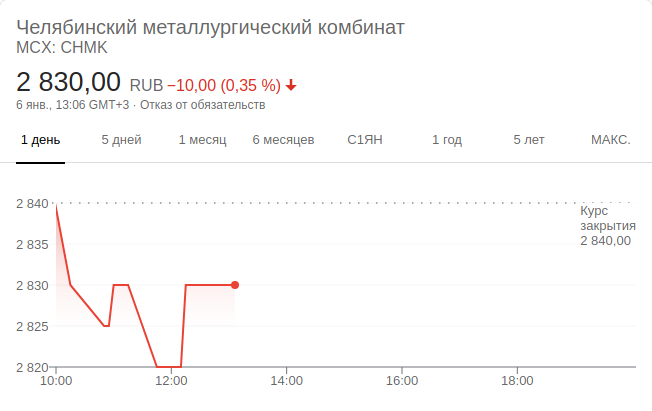 Челябинский металлургический комбинат
MCX: CHMK
2 830,00 RUB −10,00 (0,35 %)
6 янв., 13:06 GMT+3 · Отказ от обязательств
1 день 5 дней 1 месяц 6 месяцев С1ЯН 1 год 5 лет МАКС.
2 840
Курс
закрытия
2 840,00
2 835
2 830
2 825
2 820
10:00 12:00 14:00 16:00 18:00